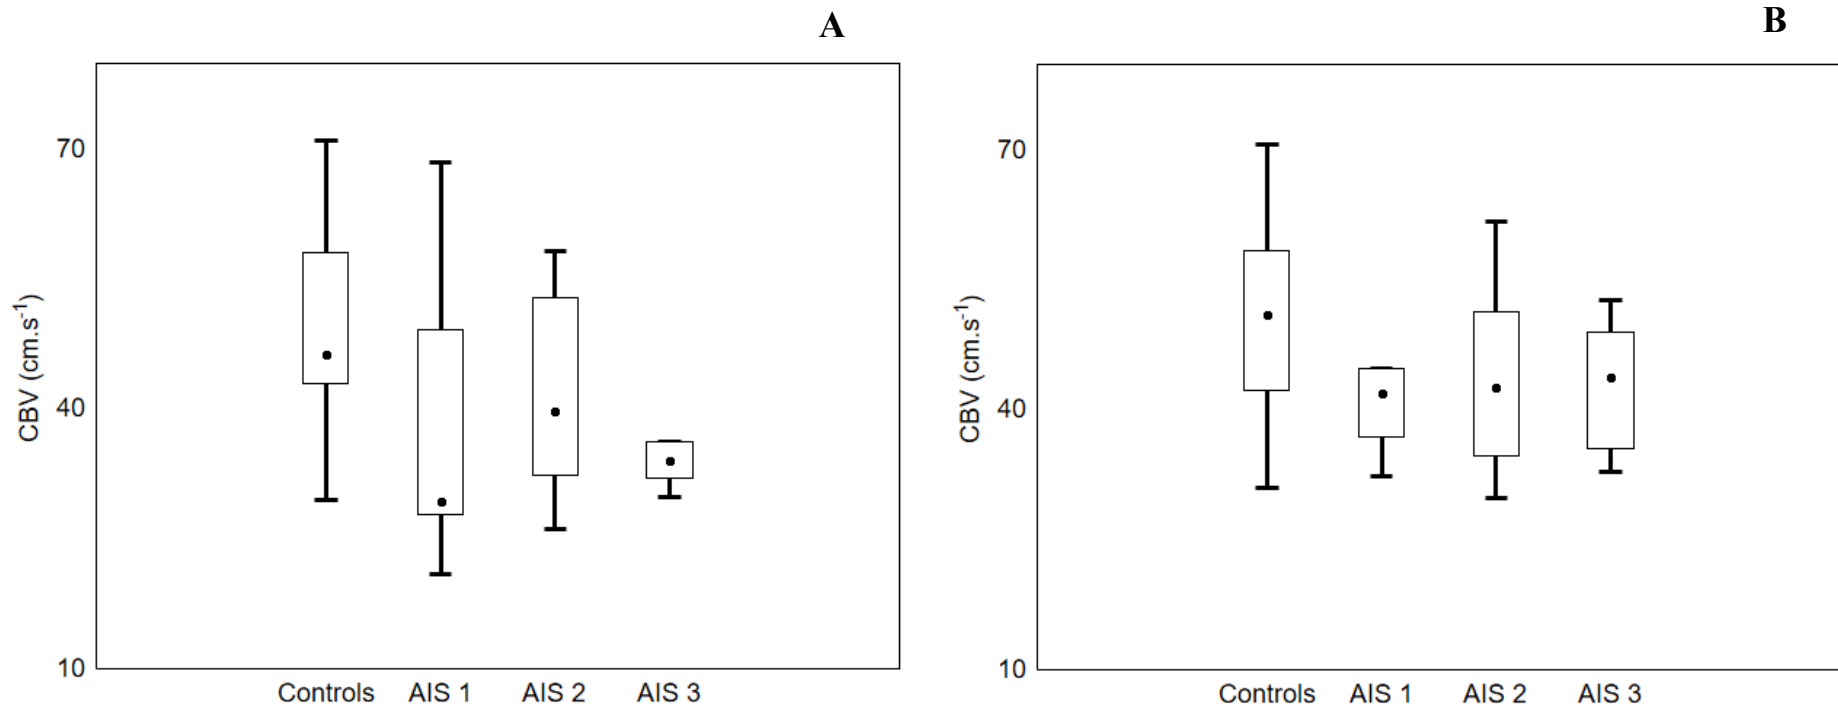 A
70
40
10
CBV (cm.s⁻¹)
Controls AIS 1 AIS 2 AIS 3
B
70
40
10
CBV (cm.s⁻¹)
Controls AIS 1 AIS 2 AIS 3